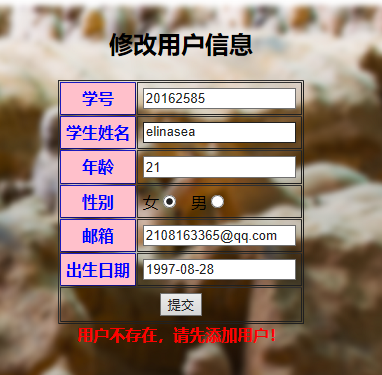 修改用户信息
学号 20162585
学生姓名 elinasea
年龄 21
性别 女 男
邮箱 2108163365@qq.com
出生日期 1997-08-28
提交
用户不存在，请先添加用户！